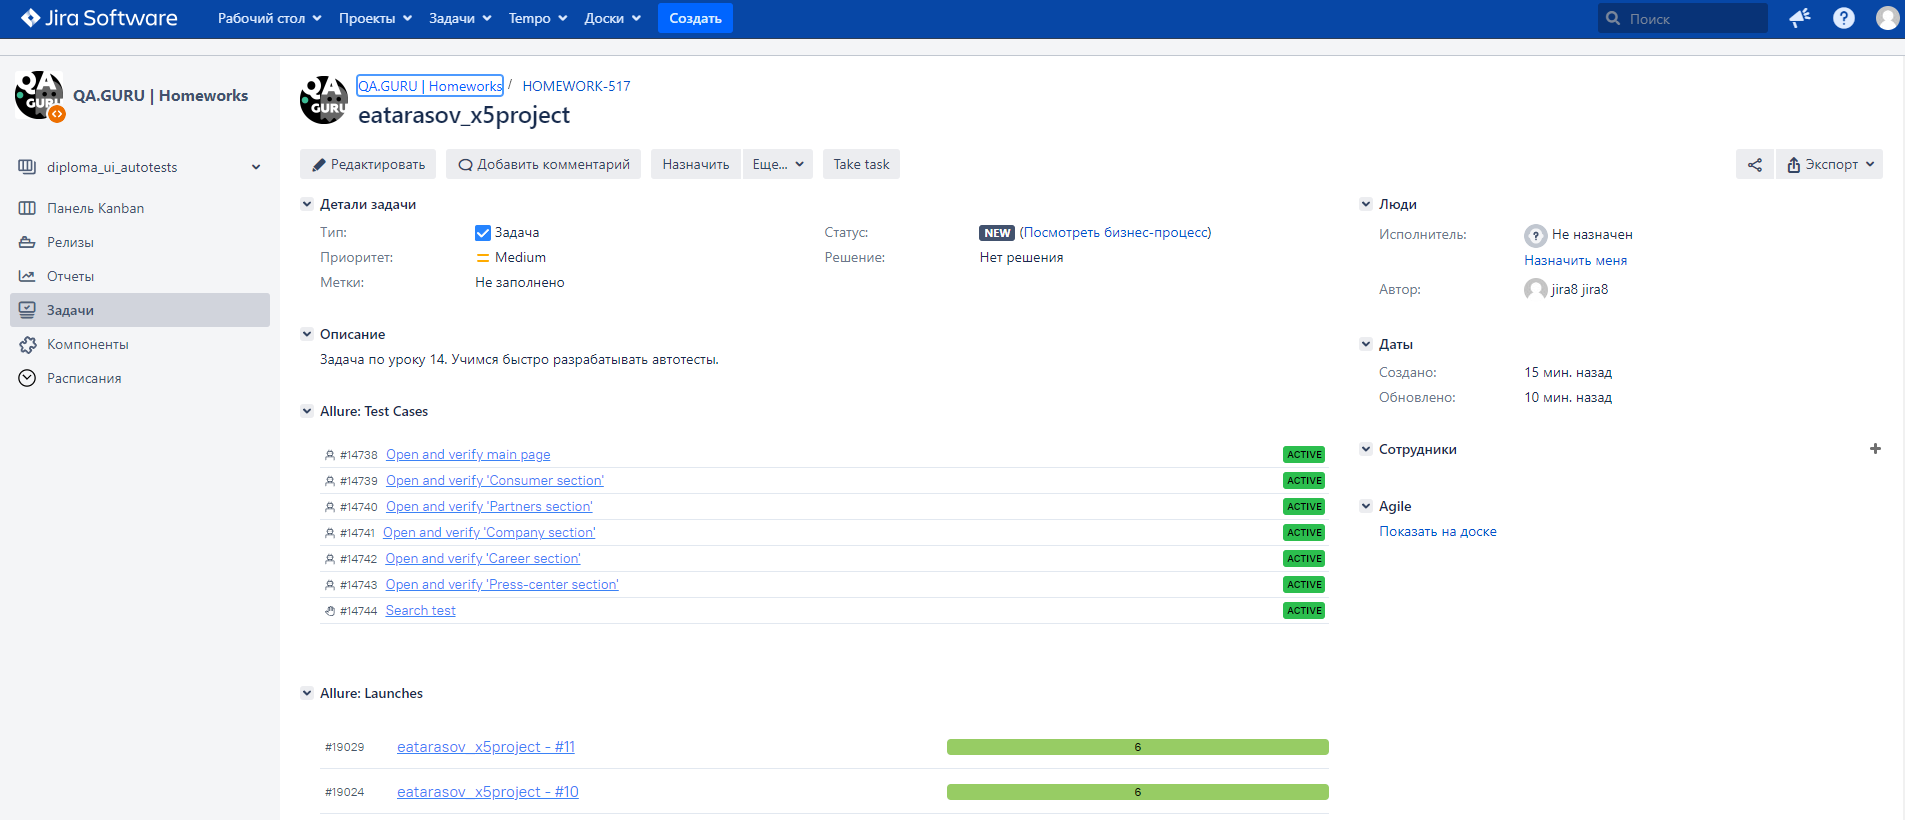 Jira Software Рабочий стол Проекты Задачи Tempo Доски Создать Поиск
QA.GURU | Homeworks
diploma_ui_autotests
Панель Kanban
Релизы
Отчеты
Задачи
Компоненты
Расписания
QA.GURU | Homeworks / HOMEWORK-517
eatarasov_x5project
Редактировать Добавить комментарий Назначить Еще... Take task Экспорт
Детали задачи
Тип: Задача Статус: NEW (Посмотреть бизнес-процесс)
Приоритет: Medium Решение: Нет решения
Метки: Не заполнено
Описание
Задача по уроку 14. Учимся быстро разрабатывать автотесты.
Allure: Test Cases
#14738 Open and verify main page ACTIVE
#14739 Open and verify 'Consumer section' ACTIVE
#14740 Open and verify 'Partners section' ACTIVE
#14741 Open and verify 'Company section' ACTIVE
#14742 Open and verify 'Career section' ACTIVE
#14743 Open and verify 'Press-center section' ACTIVE
#14744 Search test ACTIVE
Allure: Launches
#19029 eatarasov_x5project - #11 6
#19024 eatarasov_x5project - #10 6
Люди
Исполнитель: Не назначен
Назначить меня
Автор: jira8 jira8
Даты
Создано: 15 мин. назад
Обновлено: 10 мин. назад
Сотрудники
Agile
Показать на доске